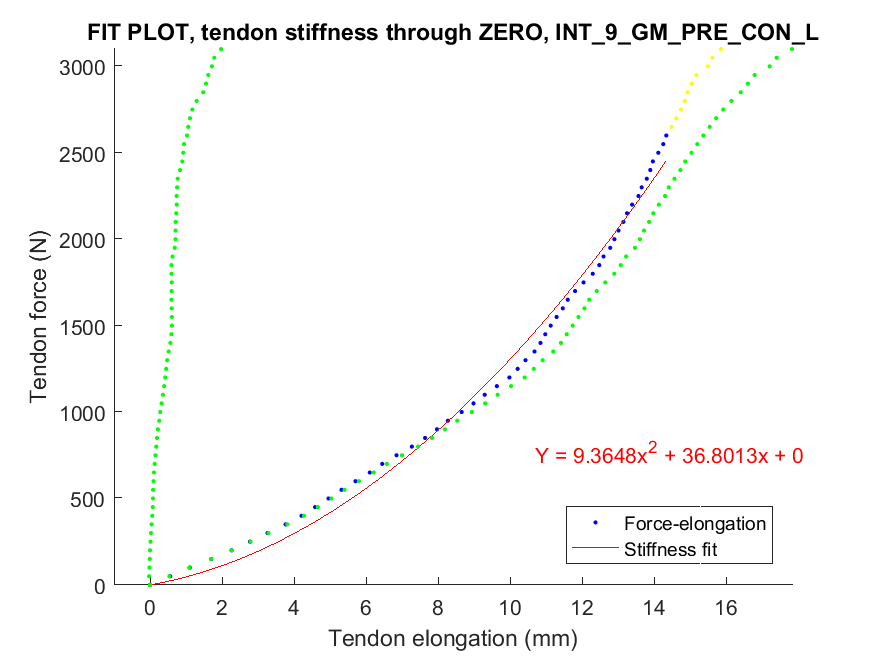 FIT PLOT, tendon stiffness through ZERO, INT_9_GM_PRE_CON_L
3000
2500
2000
1500
1000
500
0
Tendon force (N)
Y = 9.3648x² + 36.8013x + 0
Force-elongation
Stiffness fit
0 2 4 6 8 10 12 14 16
Tendon elongation (mm)